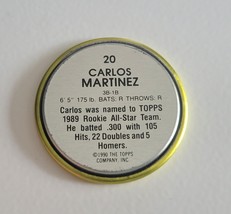 20
CARLOS
MARTINEZ
3B-1B
6' 5" 175 lb. BATS: R THROWS: R
Carlos was named to TOPPS
1989 Rookie All-Star Team.
He batted .300 with 105
Hits, 22 Doubles and 5
Homers.
©1990 THE TOPPS
COMPANY, INC.